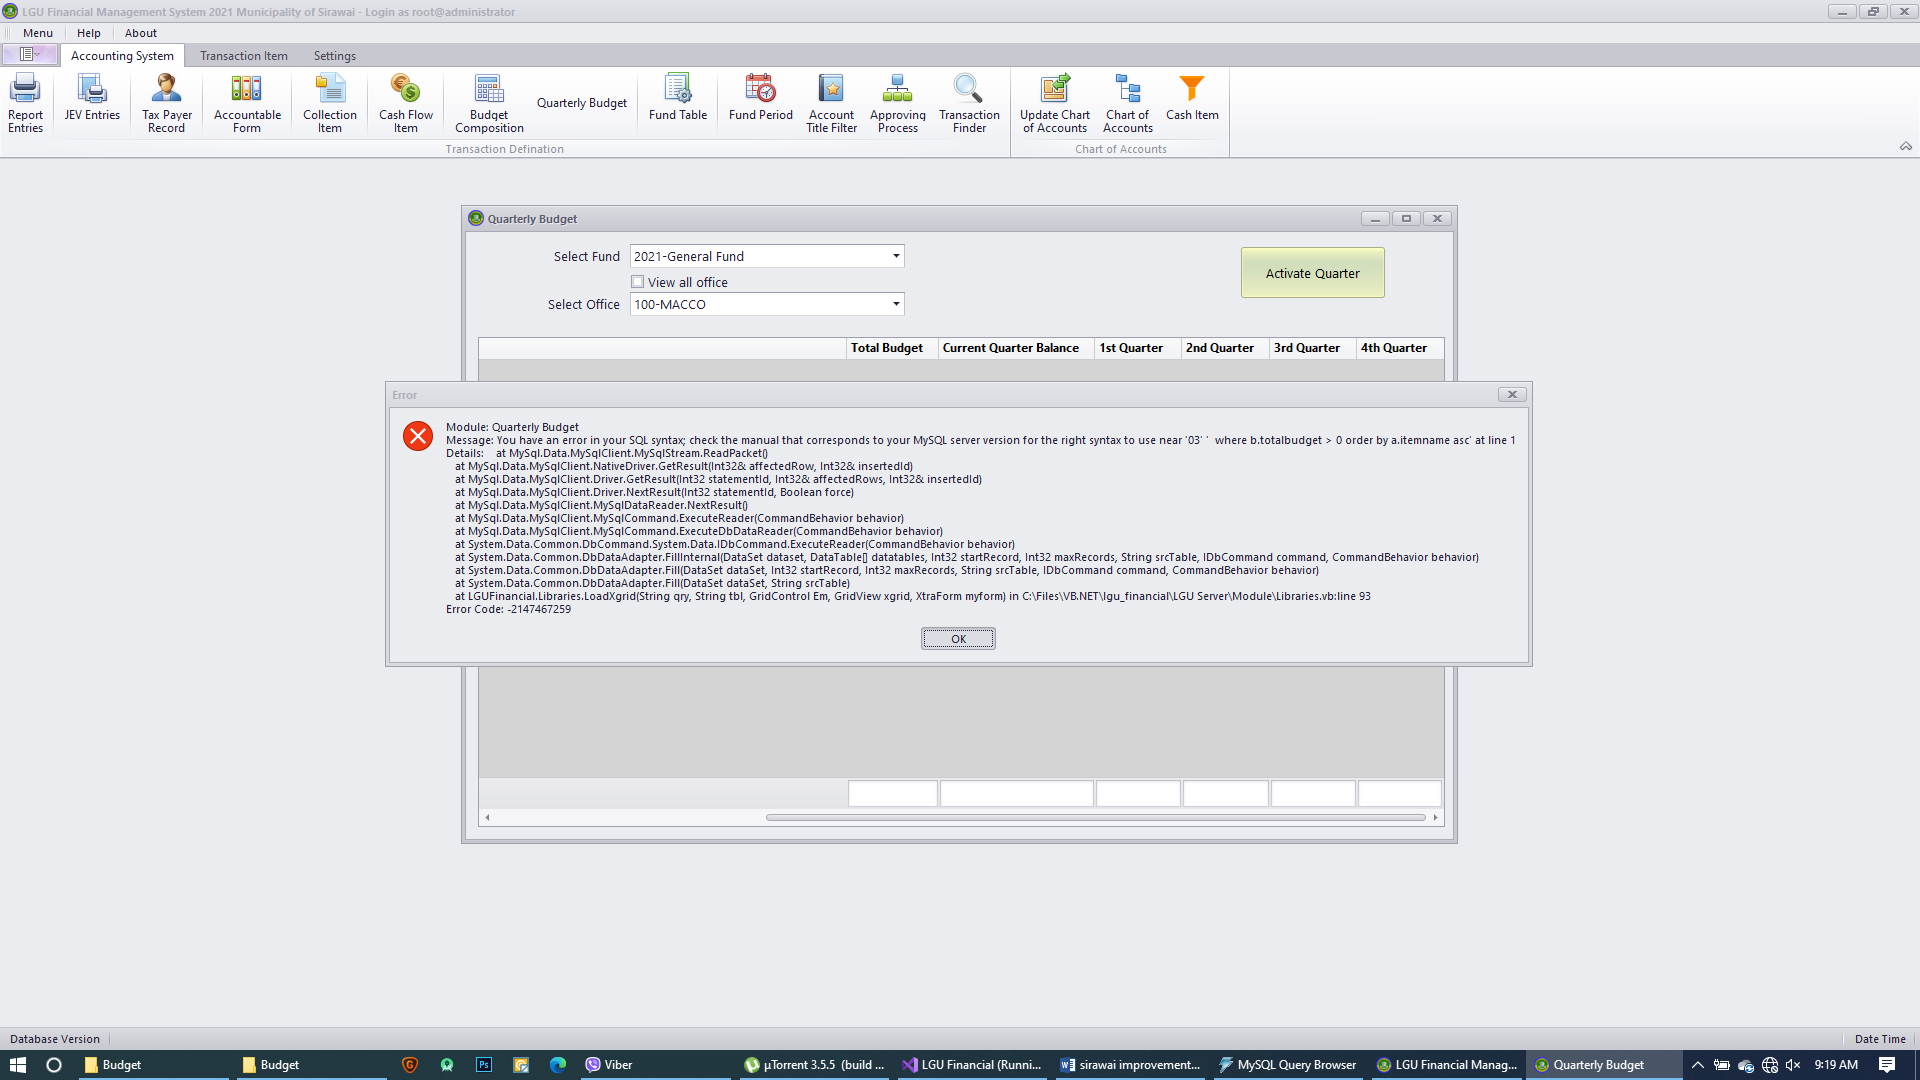 LGU Financial Management System 2021 Municipality of Sirawai - Login as root@administrator
Menu Help About
Accounting System Transaction Item Settings
Report Entries
JEV Entries
Tax Payer Record
Accountable Form
Collection Item
Cash Flow Item
Budget Composition
Quarterly Budget
Fund Table
Fund Period
Account Title Filter
Approving Process
Transaction Finder
Update Chart of Accounts
Chart of Accounts
Cash Item
Transaction Defination
Chart of Accounts
Quarterly Budget
Select Fund 2021-General Fund
Activate Quarter
View all office
Select Office 100-MACCO
Total Budget Current Quarter Balance 1st Quarter 2nd Quarter 3rd Quarter 4th Quarter
Error
Module: Quarterly Budget
Message: You have an error in your SQL syntax; check the manual that corresponds to your MySQL server version for the right syntax to use near '03' '  where b.totalbudget > 0 order by a.itemname asc' at line 1
Details:    at MySql.Data.MySqlClient.MySqlStream.ReadPacket()
at MySql.Data.MySqlClient.NativeDriver.GetResult(Int32& affectedRow, Int32& insertedId)
at MySql.Data.MySqlClient.Driver.GetResult(Int32 statementId, Int32& affectedRows, Int32& insertedId)
at MySql.Data.MySqlClient.Driver.NextResult(Int32 statementId, Boolean force)
at MySql.Data.MySqlClient.MySqlDataReader.NextResult()
at MySql.Data.MySqlClient.MySqlCommand.ExecuteReader(CommandBehavior behavior)
at MySql.Data.MySqlClient.MySqlCommand.ExecuteDbDataReader(CommandBehavior behavior)
at System.Data.Common.DbCommand.System.Data.IDbCommand.ExecuteReader(CommandBehavior behavior)
at System.Data.Common.DbDataAdapter.FillInternal(DataSet dataset, DataTable[] datatables, Int32 startRecord, Int32 maxRecords, String srcTable, IDbCommand command, CommandBehavior behavior)
at System.Data.Common.DbDataAdapter.Fill(DataSet dataSet, Int32 startRecord, Int32 maxRecords, String srcTable, IDbCommand command, CommandBehavior behavior)
at System.Data.Common.DbDataAdapter.Fill(DataSet dataSet, String srcTable)
at LGUFinancial.Libraries.LoadXgrid(String qry, String tbl, GridControl Em, GridView xgrid, XtraForm myform) in C:\Files\VB.NET\lgu_financial\LGU Server\Module\Libraries.vb:line 93
Error Code: -2147467259
OK
Database Version Date Time
Budget Budget Ps Viber µTorrent 3.5.5 (build ... LGU Financial (Runni... sirawai improvement... MySQL Query Browser LGU Financial Manag... Quarterly Budget 9:19 AM